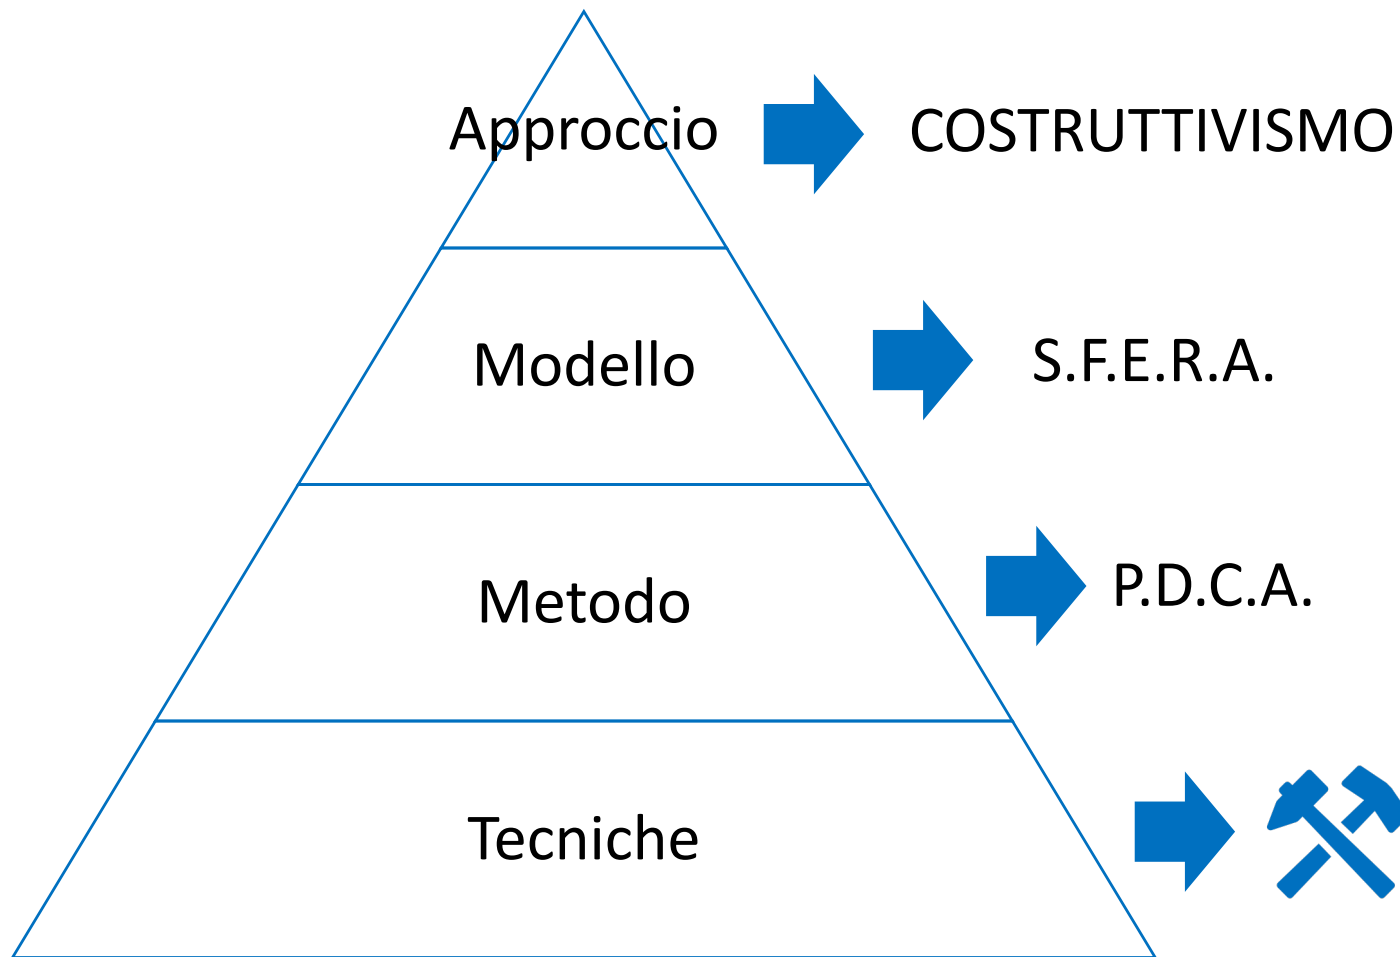 Approccio
COSTRUTTIVISMO
Modello
S.F.E.R.A.
Metodo
P.D.C.A.
Tecniche